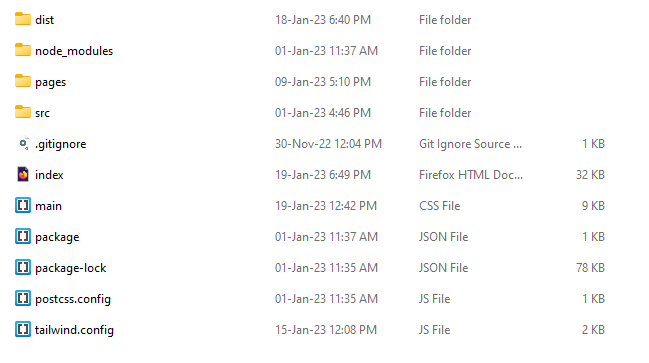 dist 18-Jan-23 6:40 PM File folder
node_modules 01-Jan-23 11:37 AM File folder
pages 09-Jan-23 5:10 PM File folder
src 01-Jan-23 4:46 PM File folder
.gitignore 30-Nov-22 12:04 PM Git Ignore Source ... 1 KB
index 19-Jan-23 6:49 PM Firefox HTML Doc... 32 KB
main 19-Jan-23 12:42 PM CSS File 9 KB
package 01-Jan-23 11:37 AM JSON File 1 KB
package-lock 01-Jan-23 11:35 AM JSON File 78 KB
postcss.config 01-Jan-23 11:35 AM JS File 1 KB
tailwind.config 15-Jan-23 12:08 PM JS File 2 KB